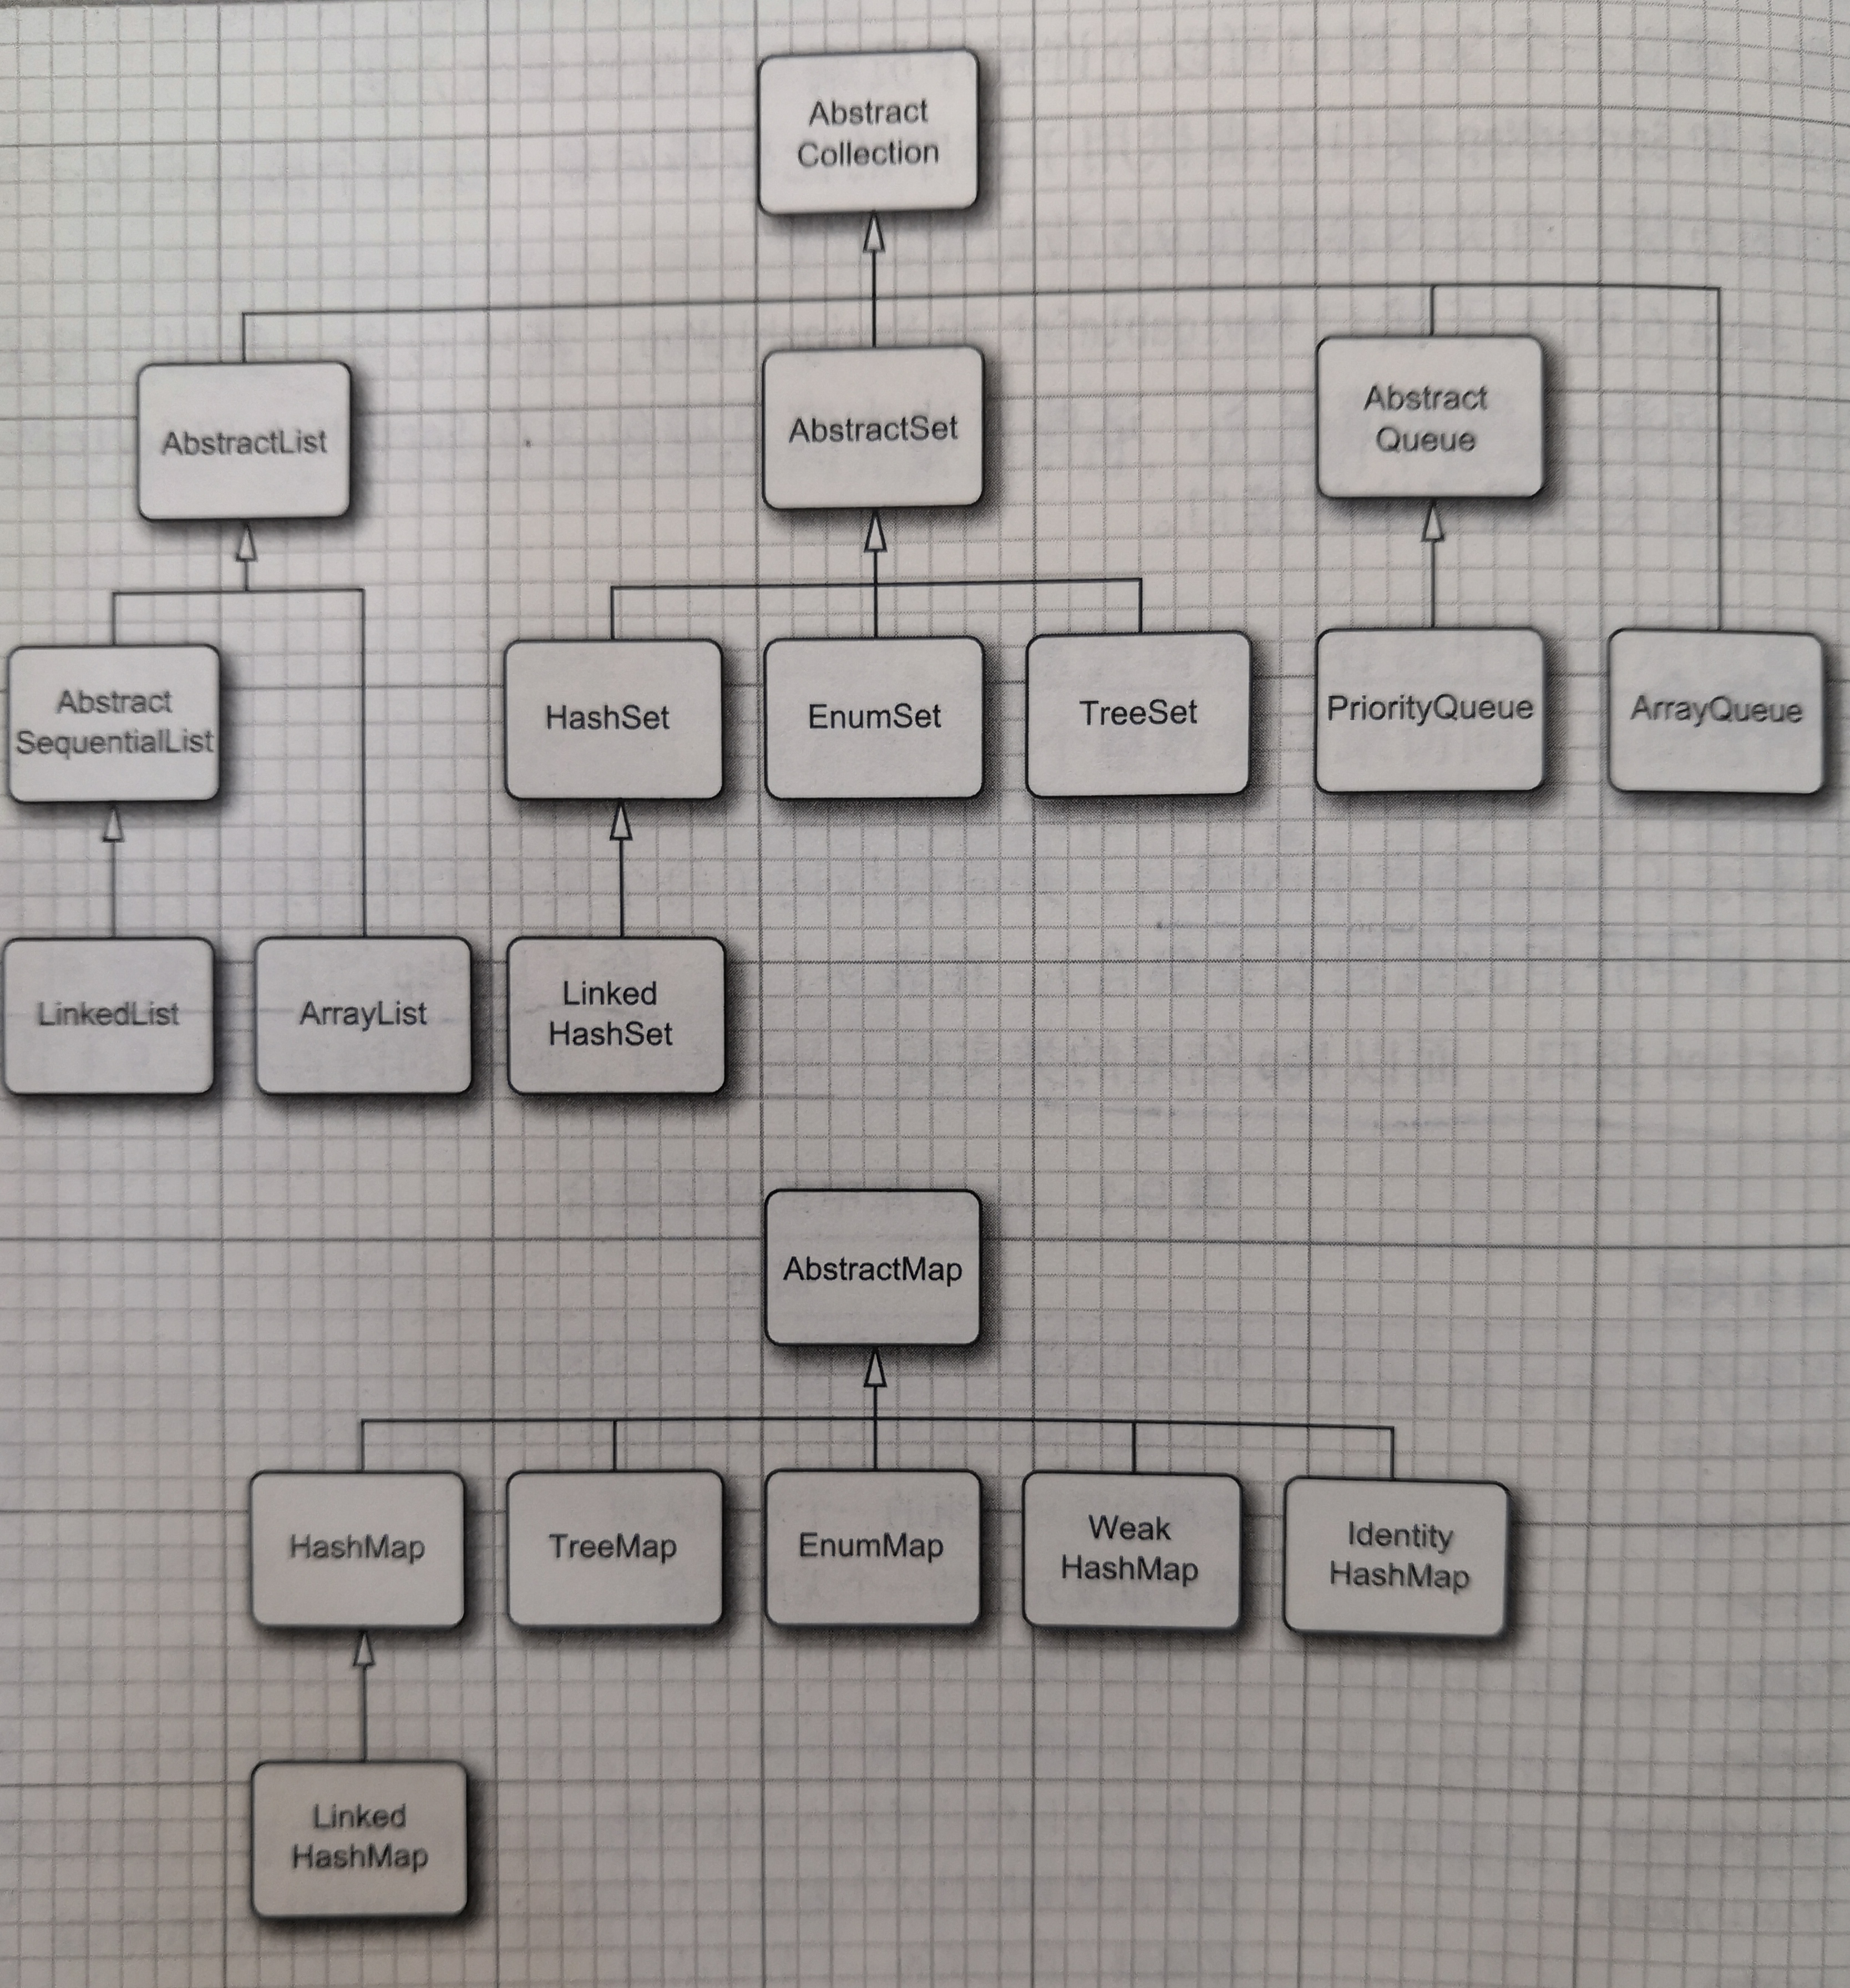 Abstract
Collection
AbstractList
AbstractSet
Abstract
Queue
Abstract
SequentialList
HashSet
EnumSet
TreeSet
PriorityQueue
ArrayQueue
LinkedList
ArrayList
Linked
HashSet
AbstractMap
HashMap
TreeMap
EnumMap
Weak
HashMap
Identity
HashMap
Linked
HashMap